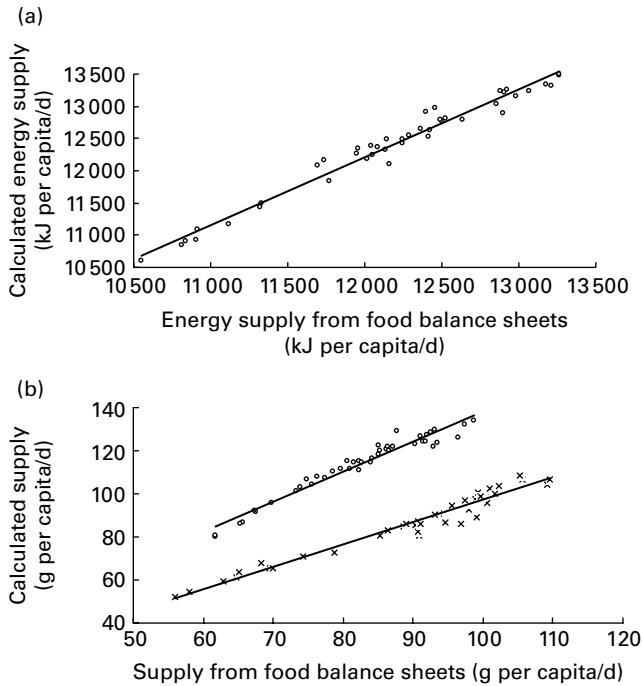 (a)
Calculated energy supply
(kJ per capita/d)
13 500
13 000
12 500
12 000
11 500
11 000
10 500
10 500 11 000 11 500 12 000 12 500 13 000 13 500
Energy supply from food balance sheets
(kJ per capita/d)
(b)
Calculated supply
(g per capita/d)
140
120
100
80
60
40
50 60 70 80 90 100 110 120
Supply from food balance sheets (g per capita/d)